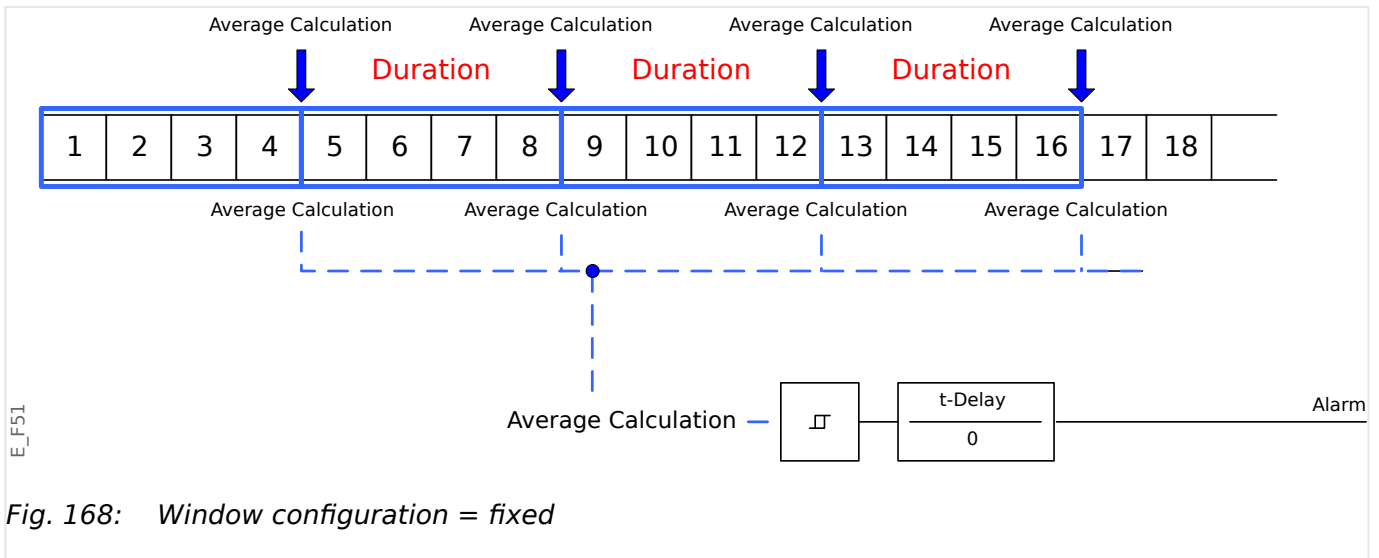 Average Calculation Average Calculation Average Calculation Average Calculation
Duration Duration Duration
1 2 3 4 5 6 7 8 9 10 11 12 13 14 15 16 17 18
Average Calculation Average Calculation Average Calculation Average Calculation
t-Delay
Alarm
Average Calculation
0
E_F51
Fig. 168: Window configuration = fixed